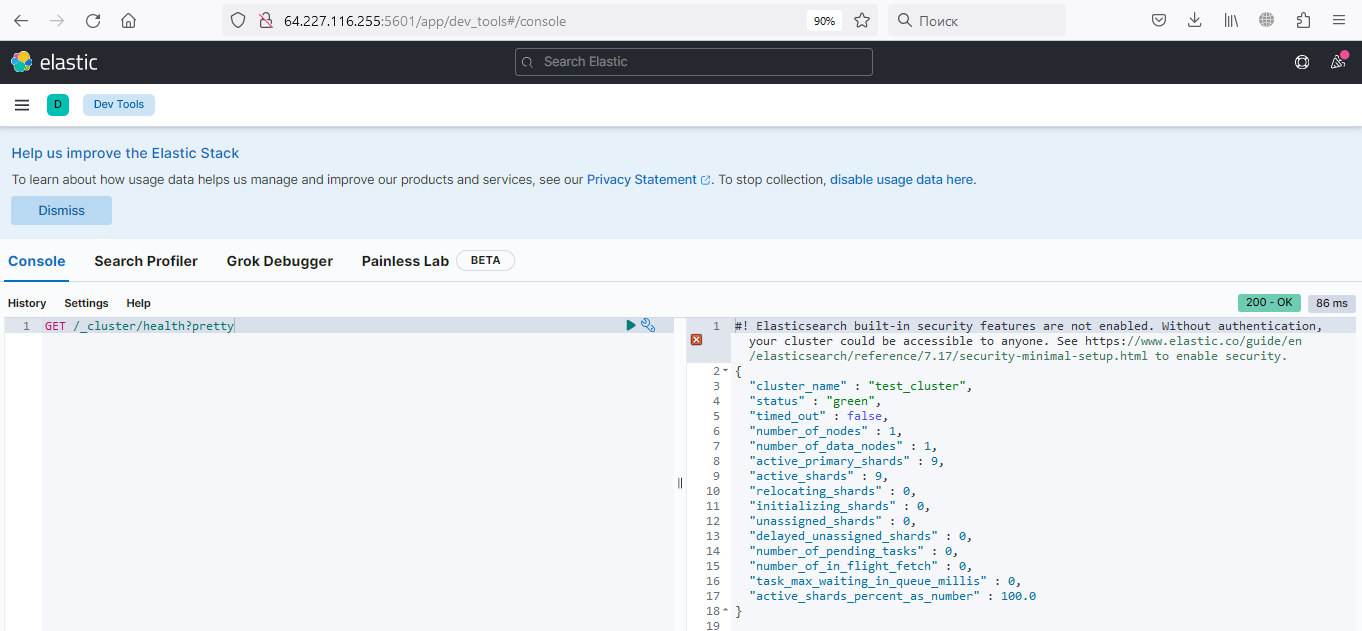 64.227.116.255:5601/app/dev_tools#/console
90%
Поиск
elastic
Search Elastic
D
Dev Tools
Help us improve the Elastic Stack
To learn about how usage data helps us manage and improve our products and services, see our Privacy Statement. To stop collection, disable usage data here.
Dismiss
Console Search Profiler Grok Debugger Painless Lab BETA
History Settings Help
200 - OK 86 ms
1 GET /_cluster/health?pretty
1 #! Elasticsearch built-in security features are not enabled. Without authentication,
your cluster could be accessible to anyone. See https://www.elastic.co/guide/en
/elasticsearch/reference/7.17/security-minimal-setup.html to enable security.
2 {
3 "cluster_name" : "test_cluster",
4 "status" : "green",
5 "timed_out" : false,
6 "number_of_nodes" : 1,
7 "number_of_data_nodes" : 1,
8 "active_primary_shards" : 9,
9 "active_shards" : 9,
10 "relocating_shards" : 0,
11 "initializing_shards" : 0,
12 "unassigned_shards" : 0,
13 "delayed_unassigned_shards" : 0,
14 "number_of_pending_tasks" : 0,
15 "number_of_in_flight_fetch" : 0,
16 "task_max_waiting_in_queue_millis" : 0,
17 "active_shards_percent_as_number" : 100.0
18 }
19